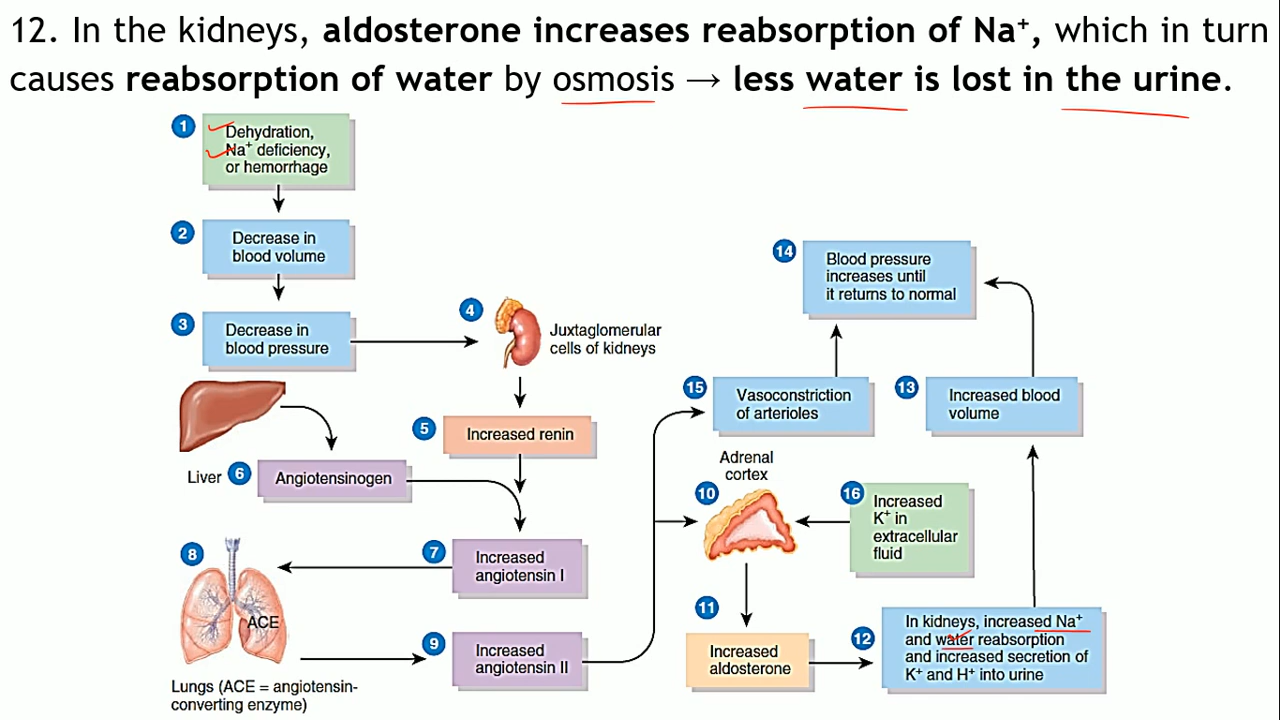 12. In the kidneys, aldosterone increases reabsorption of Na⁺, which in turn
causes reabsorption of water by osmosis → less water is lost in the urine.
1
Dehydration,
Na⁺ deficiency,
or hemorrhage
2
Decrease in
blood volume
3
Decrease in
blood pressure
4
Juxtaglomerular
cells of kidneys
5
Increased renin
Liver
6
Angiotensinogen
7
Increased
angiotensin I
8
ACE
Lungs (ACE = angiotensin-
converting enzyme)
9
Increased
angiotensin II
10
Adrenal
cortex
11
Increased
aldosterone
12
In kidneys, increased Na⁺
and water reabsorption
and increased secretion of
K⁺ and H⁺ into urine
13
Increased blood
volume
14
Blood pressure
increases until
it returns to normal
15
Vasoconstriction
of arterioles
16
Increased
K⁺ in
extracellular
fluid